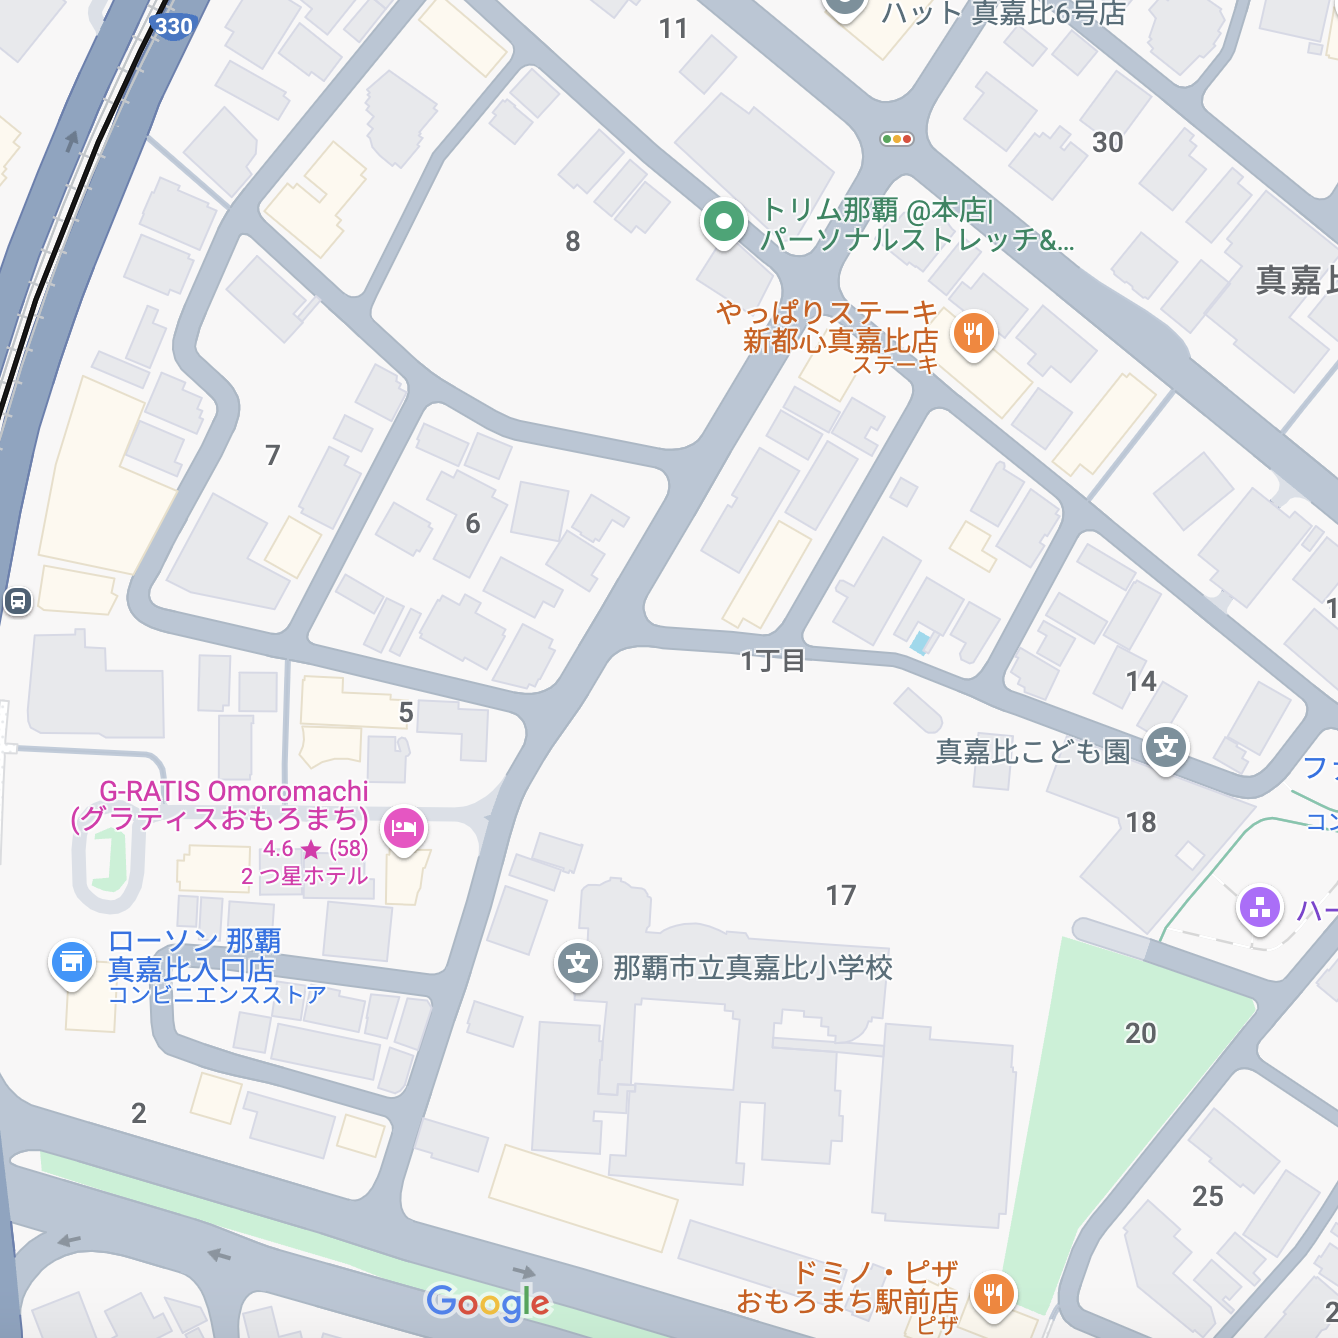 330
11
ハット 真嘉比6号店
30
トリム那覇 @本店|
パーソナルストレッチ&...
8
真嘉比
やっぱりステーキ
新都心真嘉比店
ステーキ
7
6
1丁目
14
5
真嘉比こども園
18
G-RATIS Omoromachi
(グラティスおもろまち)
4.6 ★ (58)
2 つ星ホテル
17
ハー
ローソン 那覇
真嘉比入口店
コンビニエンスストア
那覇市立真嘉比小学校
20
2
25
ドミノ・ピザ
おもろまち駅前店
ピザ
Google